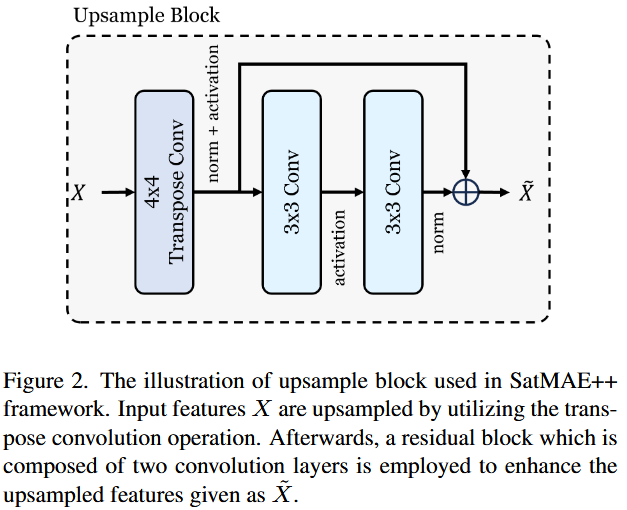 Upsample Block
X
4x4
Transpose Conv
norm + activation
3x3 Conv
activation
3x3 Conv
norm
X̃
Figure 2. The illustration of upsample block used in SatMAE++
framework. Input features X are upsampled by utilizing the trans-
pose convolution operation. Afterwards, a residual block which is
composed of two convolution layers is employed to enhance the
upsampled features given as X̃.